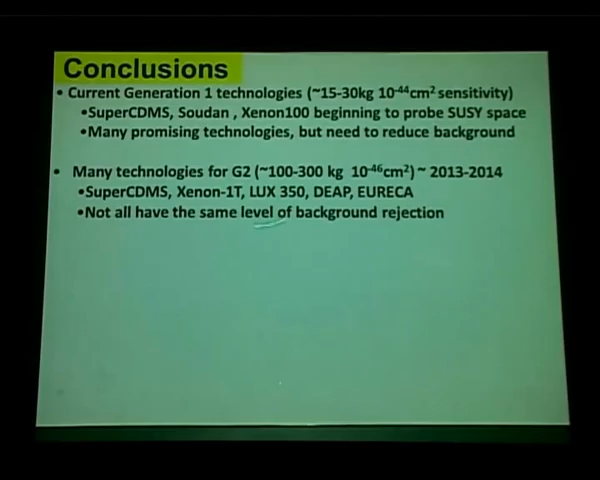 Conclusions
• Current Generation 1 technologies (~15-30kg 10⁻⁴⁴cm² sensitivity)
•SuperCDMS, Soudan , Xenon100 beginning to probe SUSY space
•Many promising technologies, but need to reduce background
• Many technologies for G2 (~100-300 kg 10⁻⁴⁶cm²) ~ 2013-2014
•SuperCDMS, Xenon-1T, LUX 350, DEAP, EURECA
•Not all have the same level of background rejection